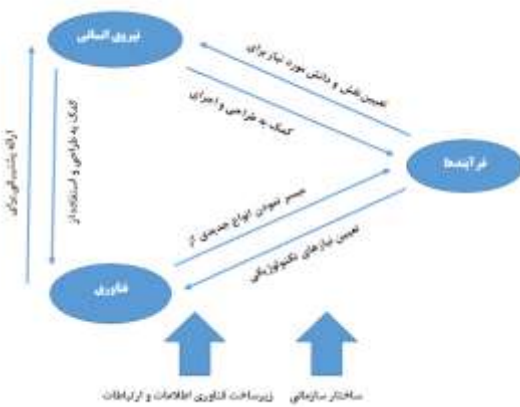 نیروی انسانی
تعیین نقش و دانش مورد نیاز برای
کمک به طراحی و اجرای
ارائه پشتیبانی برای
کمک به طراحی و استفاده از
فرآیندها
میسر نمودن انواع جدیدی از
تعیین نیازهای تکنولوژیکی
فناوری
ساختار سازمانی
زیرساخت فناوری اطلاعات و ارتباطات